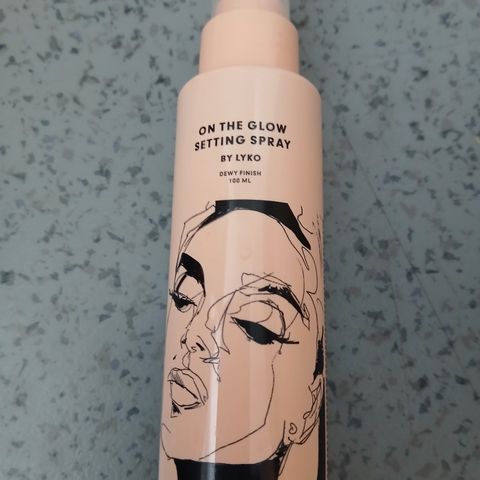 ON THE GLOW
SETTING SPRAY
BY LYKO
DEWY FINISH
100 ML